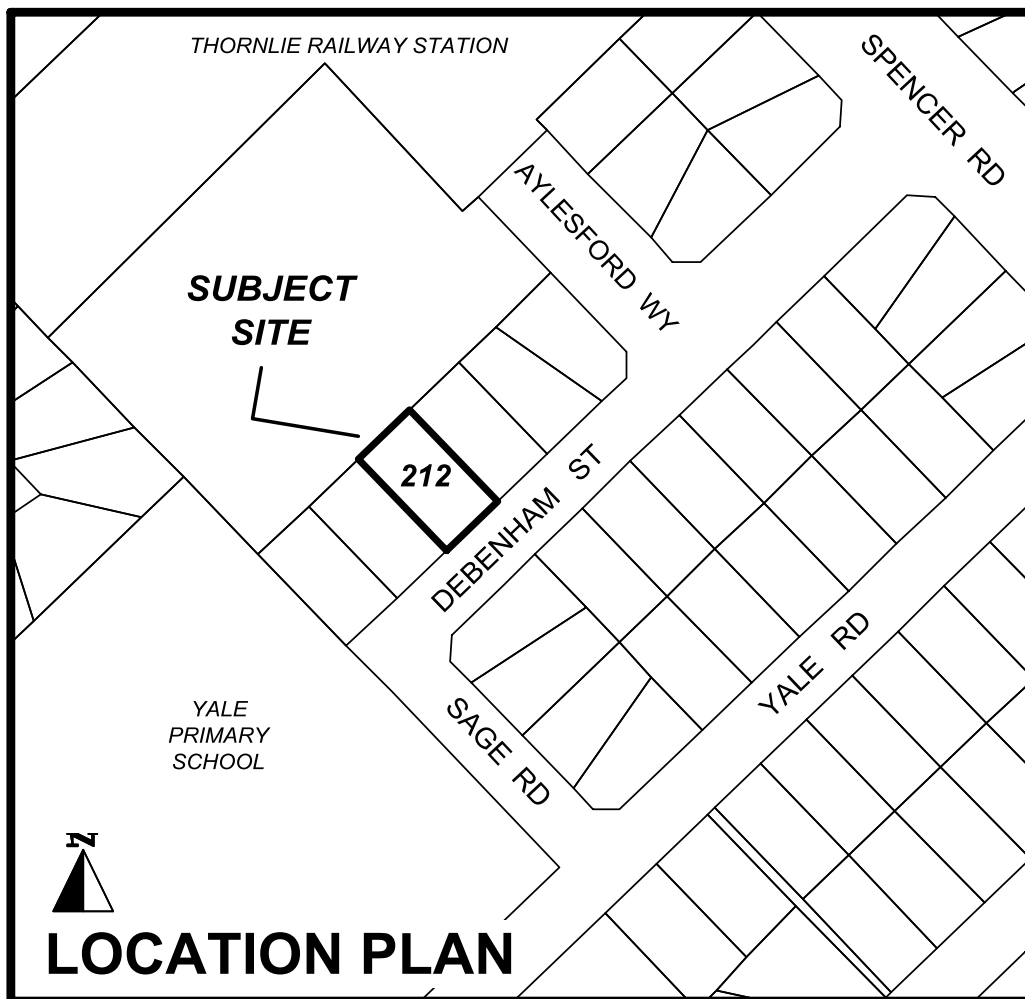 THORNLIE RAILWAY STATION
SPENCER RD
AYLESFORD WY
SUBJECT
SITE
212
DEBENHAM ST
YALE RD
SAGE RD
YALE
PRIMARY
SCHOOL
N
LOCATION PLAN